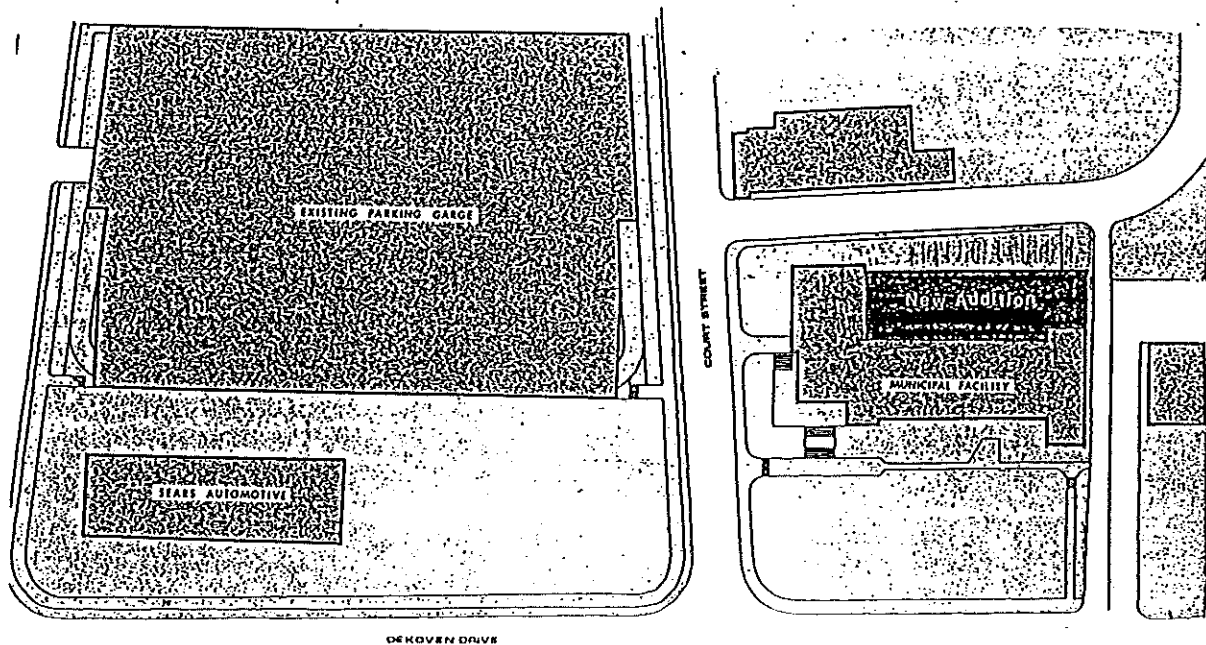 EXISTING PARKING GARGE
COURT STREET
New Addition
MUNICIPAL FACILITY
SEARS AUTOMOTIVE
DEKOVEN DRIVE